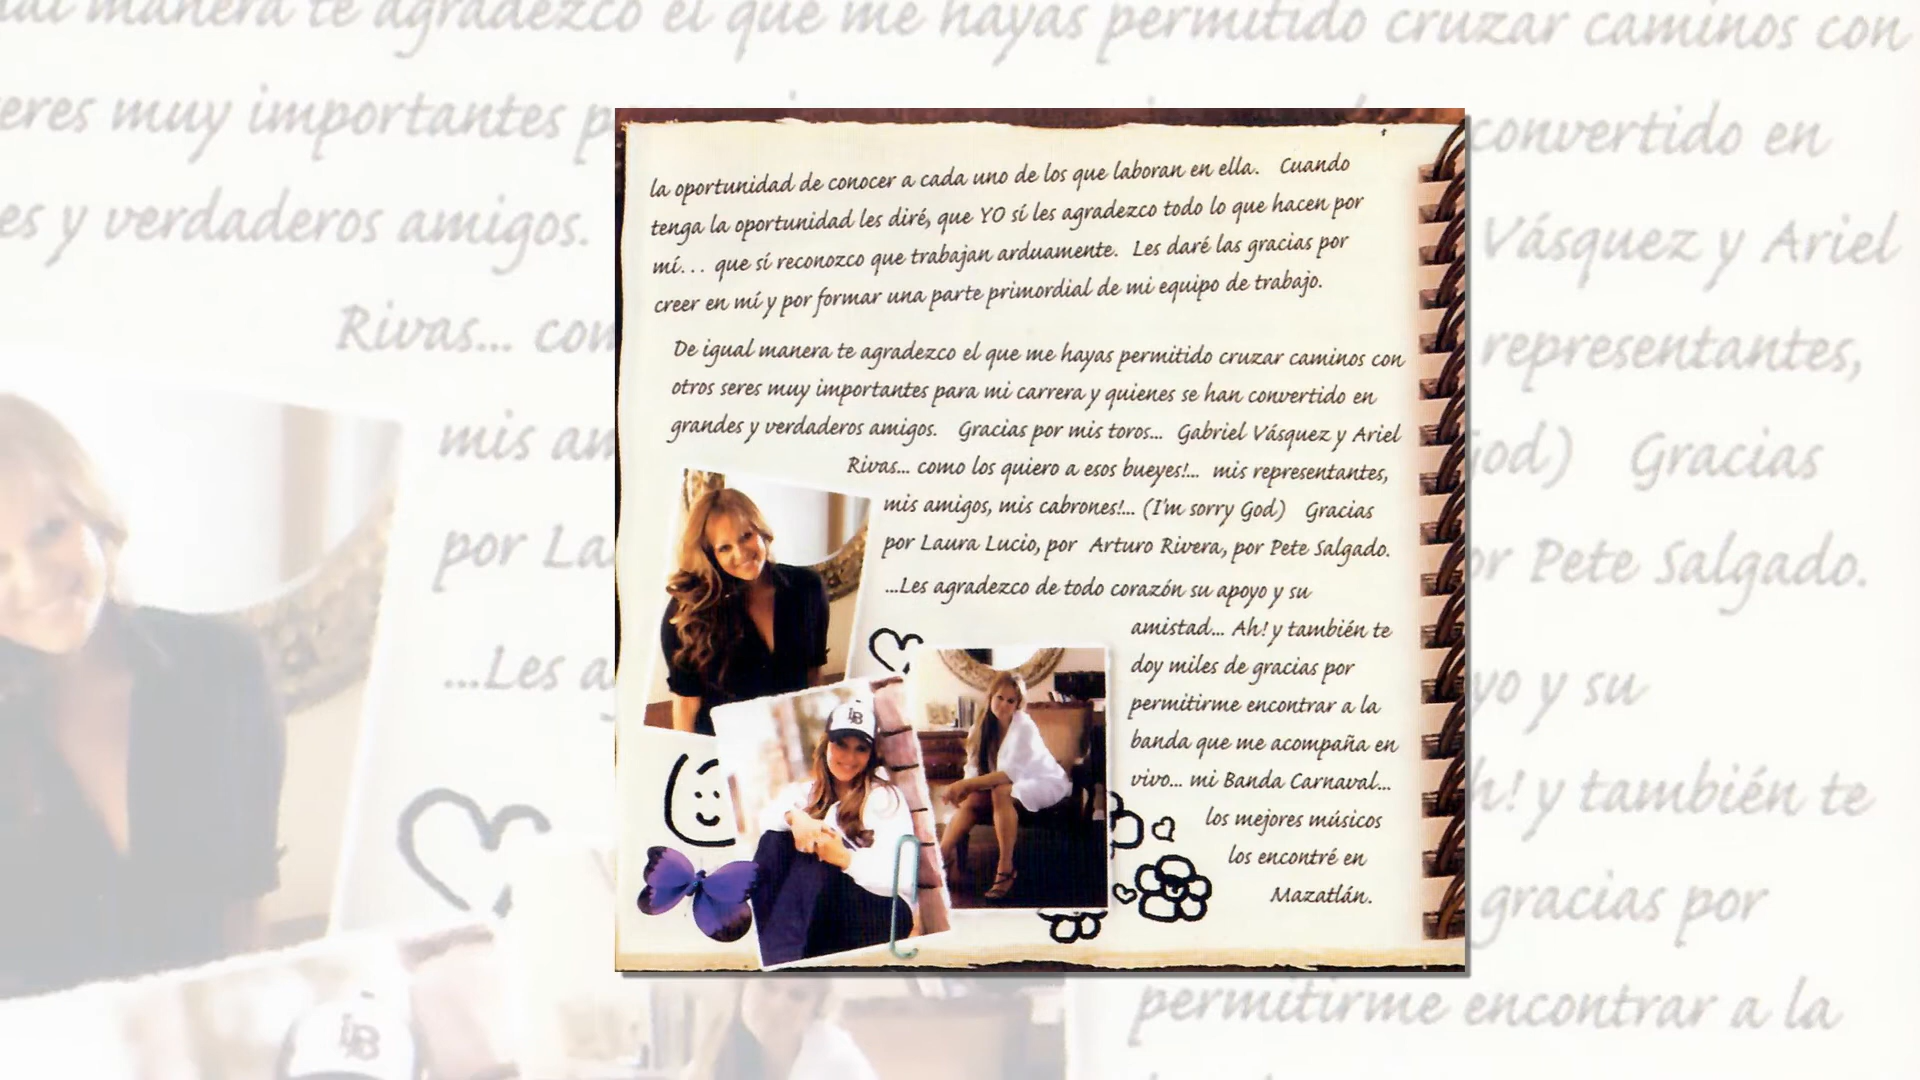 la oportunidad de conocer a cada uno de los que laboran en ella. Cuando
tenga la oportunidad les diré, que YO sí les agradezco todo lo que hacen por
mí... que sí reconozco que trabajan arduamente. Les daré las gracias por
creer en mí y por formar una parte primordial de mi equipo de trabajo.
De igual manera te agradezco el que me hayas permitido cruzar caminos con
otros seres muy importantes para mi carrera y quienes se han convertido en
grandes y verdaderos amigos. Gracias por mis toros... Gabriel Vásquez y Ariel
Rivas... como los quiero a esos bueyes!... mis representantes,
mis amigos, mis cabrones!... (I'm sorry God) Gracias
por Laura Lucio, por Arturo Rivera, por Pete Salgado.
...Les agradezco de todo corazón su apoyo y su
amistad... Ah! y también te
doy miles de gracias por
permitirme encontrar a la
banda que me acompaña en
vivo... mi Banda Carnaval...
los mejores músicos
los encontré en
Mazatlán.
LB